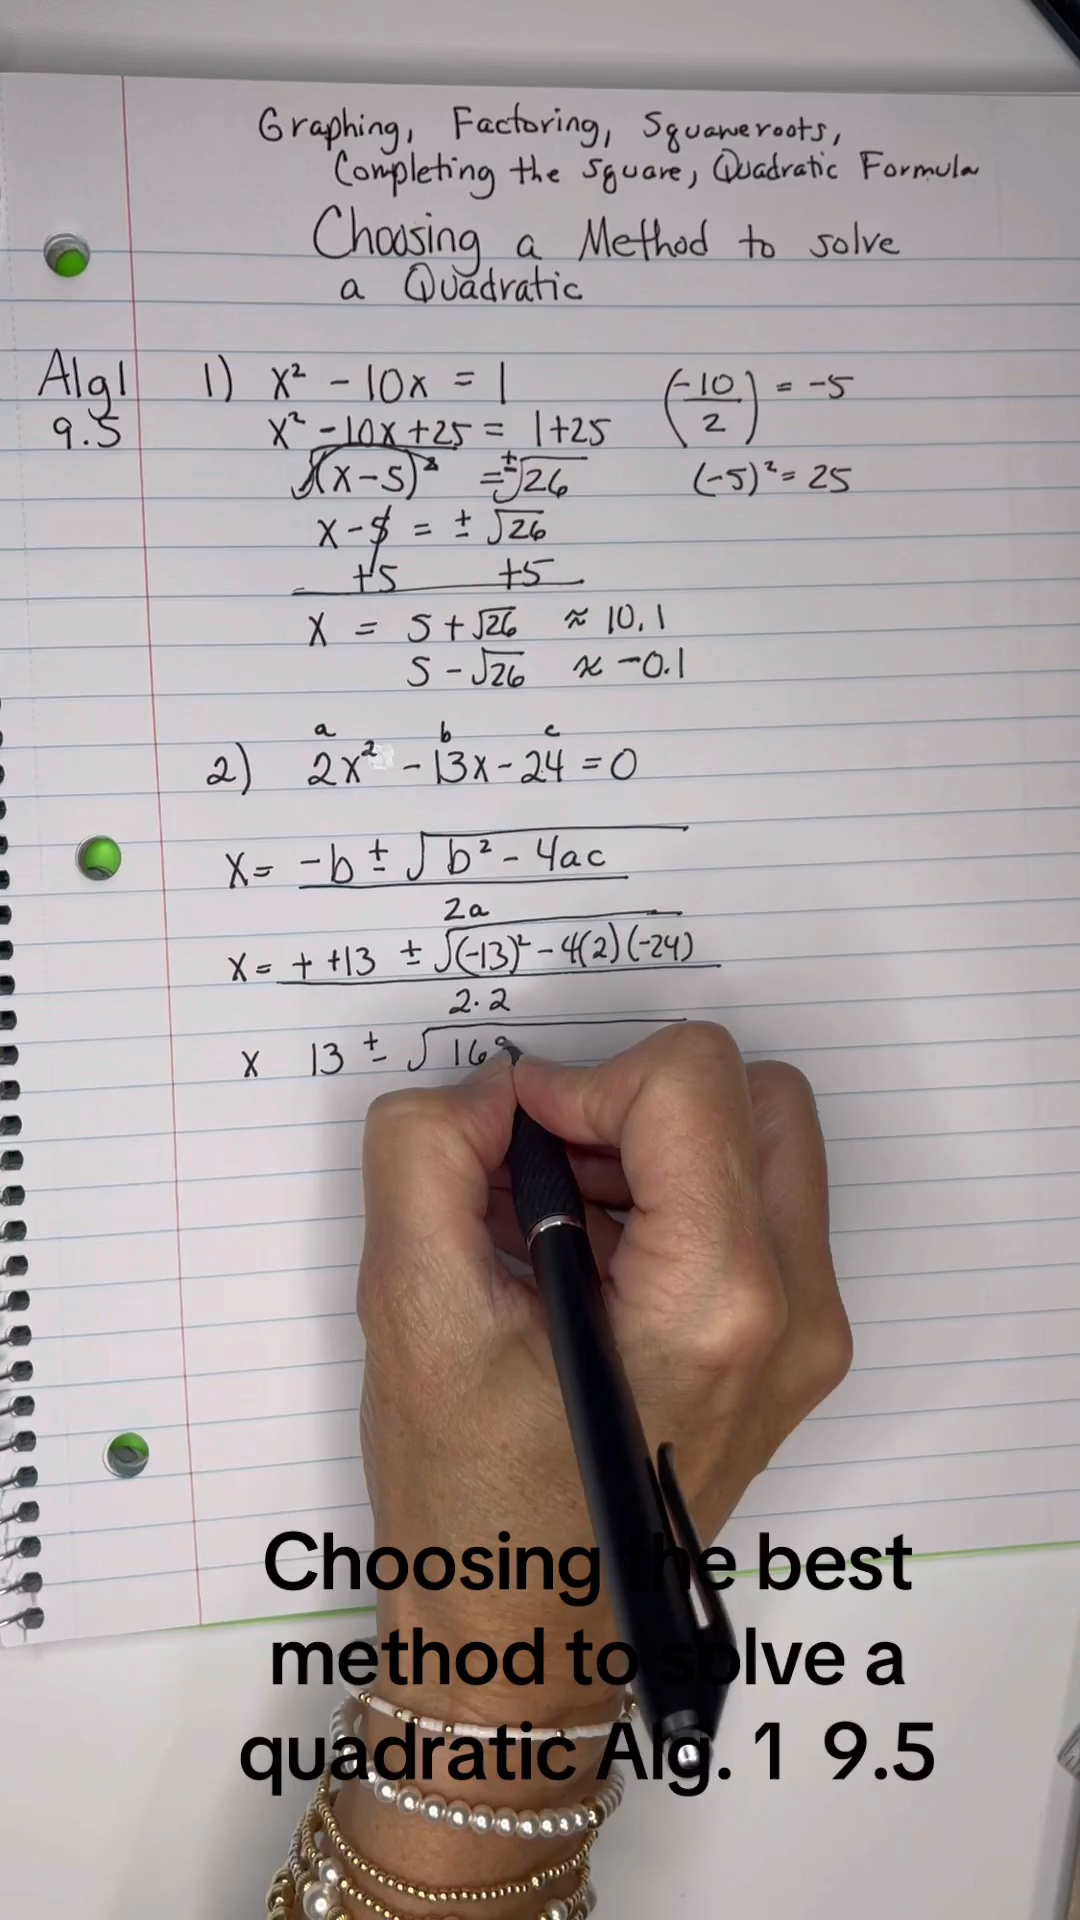 Graphing, Factoring, Squareroots,
Completing the square, Quadratic Formula
Choosing a Method to solve
a Quadratic
Alg1
9.5
1) x² - 10x = 1
(-10/2) = -5
x² - 10x + 25 = 1+25
√(x-5)² = ±√26
(-5)² = 25
x - 5 = ± √26
+5 +5
x = 5 + √26 ≈ 10.1
5 - √26 ≈ -0.1
a b c
2) 2x² - 13x - 24 = 0
x = -b ± √b² - 4ac
2a
x = + +13 ± √(-13)² - 4(2)(-24)
2·2
x 13 ± √169
Choosing the best
method to solve a
quadratic Alg. 1 9.5